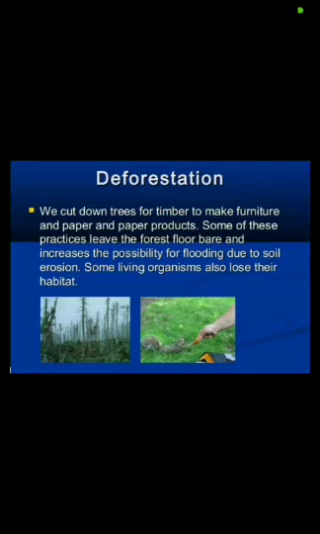 Deforestation
We cut down trees for timber to make furniture
and paper and paper products. Some of these
practices leave the forest floor bare and
increases the possibility for flooding due to soil
erosion. Some living organisms also lose their
habitat.